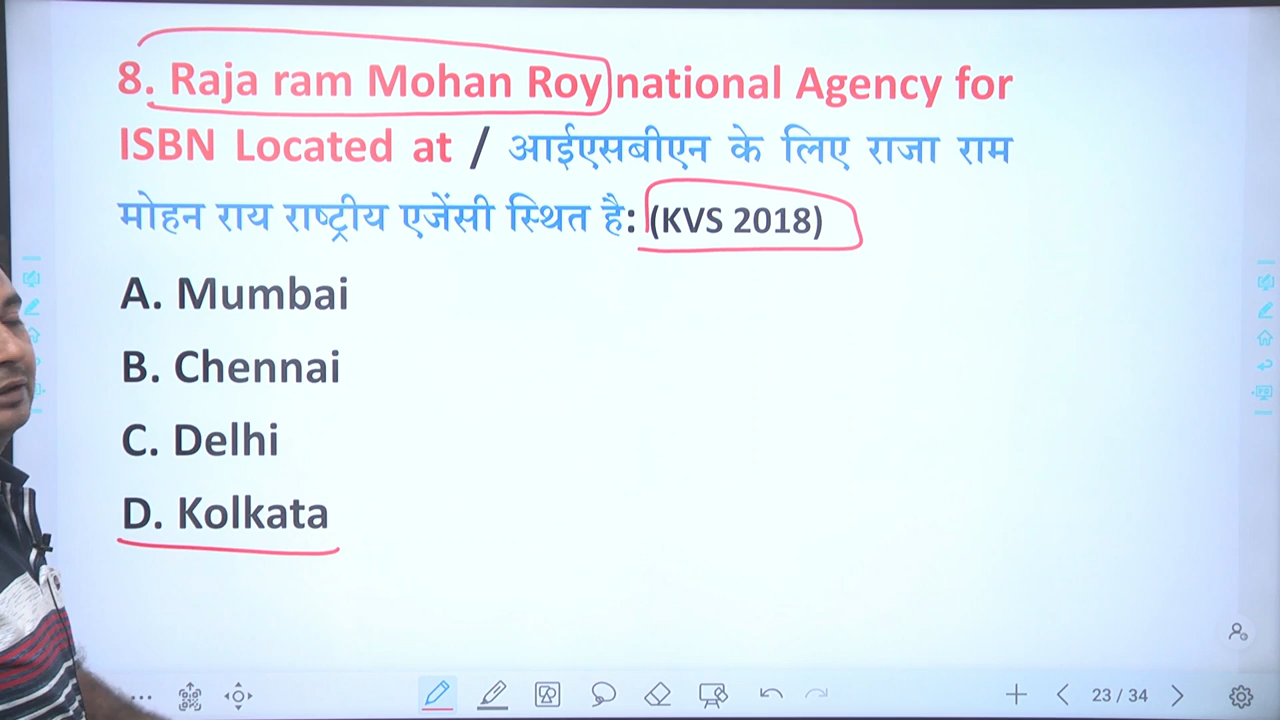 8. Raja ram Mohan Roy national Agency for
ISBN Located at / आईएसबीएन के लिए राजा राम
मोहन राय राष्ट्रीय एजेंसी स्थित है: (KVS 2018)
A. Mumbai
B. Chennai
C. Delhi
D. Kolkata
23 / 34